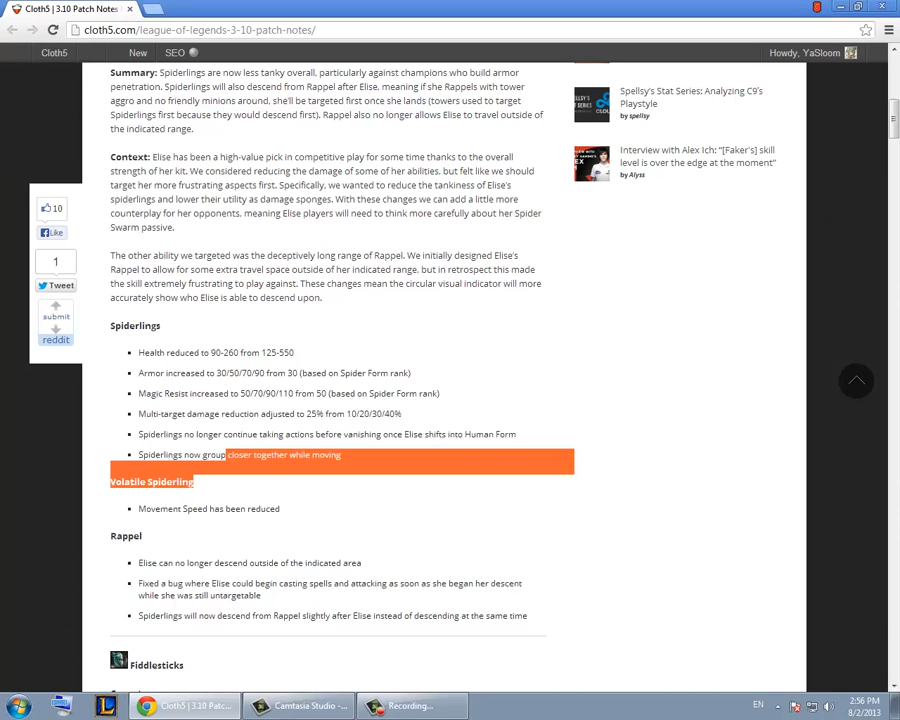 Cloth5 | 3.10 Patch Notes
cloth5.com/league-of-legends-3-10-patch-notes/
Cloth5
New
SEO
Howdy, YaSloom
Summary: Spiderlings are now less tanky overall, particularly against champions who build armor
penetration. Spiderlings will also descend from Rappel after Elise, meaning if she Rappels with tower
aggro and no friendly minions around, she'll be targeted first once she lands (towers used to target
Spiderlings first because they would descend first). Rappel also no longer allows Elise to travel outside of
the indicated range.
Context: Elise has been a high-value pick in competitive play for some time thanks to the overall
strength of her kit. We considered reducing the damage of some of her abilities, but felt like we should
target her more frustrating aspects first. Specifically, we wanted to reduce the tankiness of Elise's
spiderlings and lower their utility as damage sponges. With these changes we can add a little more
counterplay for her opponents, meaning Elise players will need to think more carefully about her Spider
Swarm passive.
The other ability we targeted was the deceptively long range of Rappel. We initially designed Elise's
Rappel to allow for some extra travel space outside of her indicated range, but in retrospect this made
the skill extremely frustrating to play against. These changes mean the circular visual indicator will more
accurately show who Elise is able to descend upon.
Spiderlings
Health reduced to 90-260 from 125-550
Armor increased to 30/50/70/90 from 30 (based on Spider Form rank)
Magic Resist increased to 50/70/90/110 from 50 (based on Spider Form rank)
Multi-target damage reduction adjusted to 25% from 10/20/30/40%
Spiderlings no longer continue taking actions before vanishing once Elise shifts into Human Form
Spiderlings now group closer together while moving
Volatile Spiderling
Movement Speed has been reduced
Rappel
Elise can no longer descend outside of the indicated area
Fixed a bug where Elise could begin casting spells and attacking as soon as she began her descent
while she was still untargetable
Spiderlings will now descend from Rappel slightly after Elise instead of descending at the same time
Fiddlesticks
Spellsy's Stat Series: Analyzing C9's
Playstyle
by spellsy
Interview with Alex Ich: "[Faker's] skill
level is over the edge at the moment"
by Alyss
10
Like
1
Tweet
submit
reddit
Cloth5 | 3.10 Patc...
Camtasia Studio -...
Recording...
EN
2:56 PM
8/2/2013